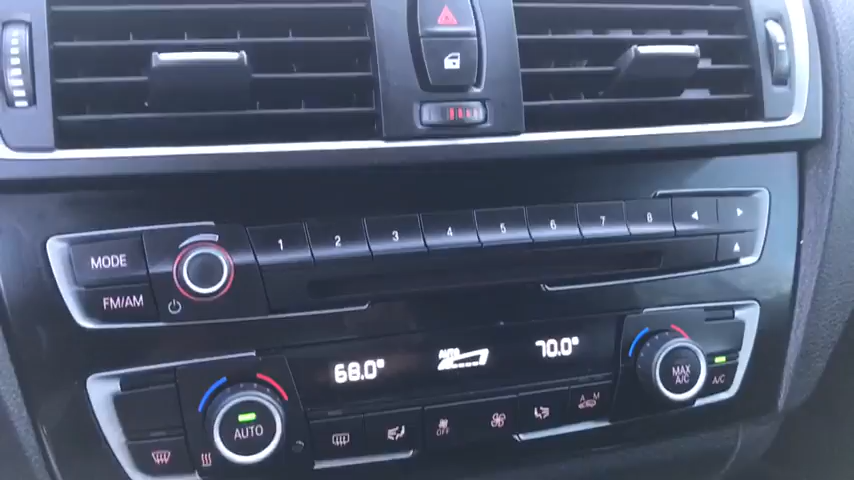 MODE 1 2 3 4 5 6 7 8
FM/AM
68.0° AUTO 70.0°
AUTO OFF A M MAX A/C A/C